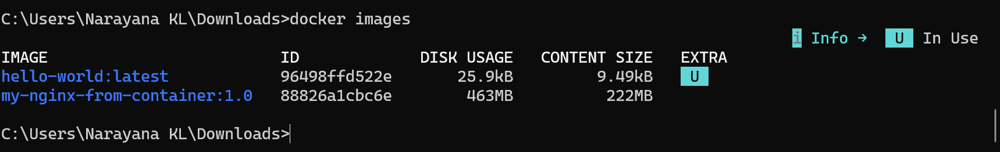 C:\Users\Narayana KL\Downloads>docker images
i Info → U In Use
IMAGE ID DISK USAGE CONTENT SIZE EXTRA
hello-world:latest 96498ffd522e 25.9kB 9.49kB U
my-nginx-from-container:1.0 88826a1cbc6e 463MB 222MB
C:\Users\Narayana KL\Downloads>